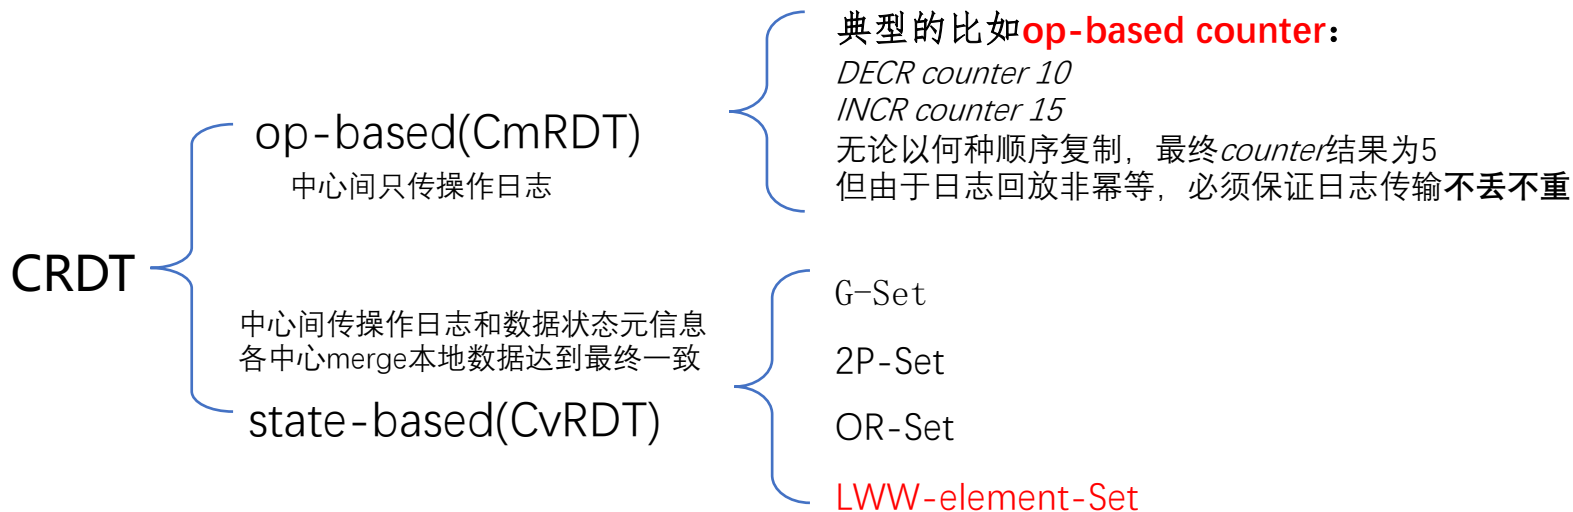 CRDT
op-based(CmRDT)
中心间只传操作日志
典型的比如op-based counter：
DECR counter 10
INCR counter 15
无论以何种顺序复制，最终counter结果为5
但由于日志回放非幂等，必须保证日志传输不丢不重
中心间传操作日志和数据状态元信息
各中心merge本地数据达到最终一致
state-based(CvRDT)
G-Set
2P-Set
OR-Set
LWW-element-Set